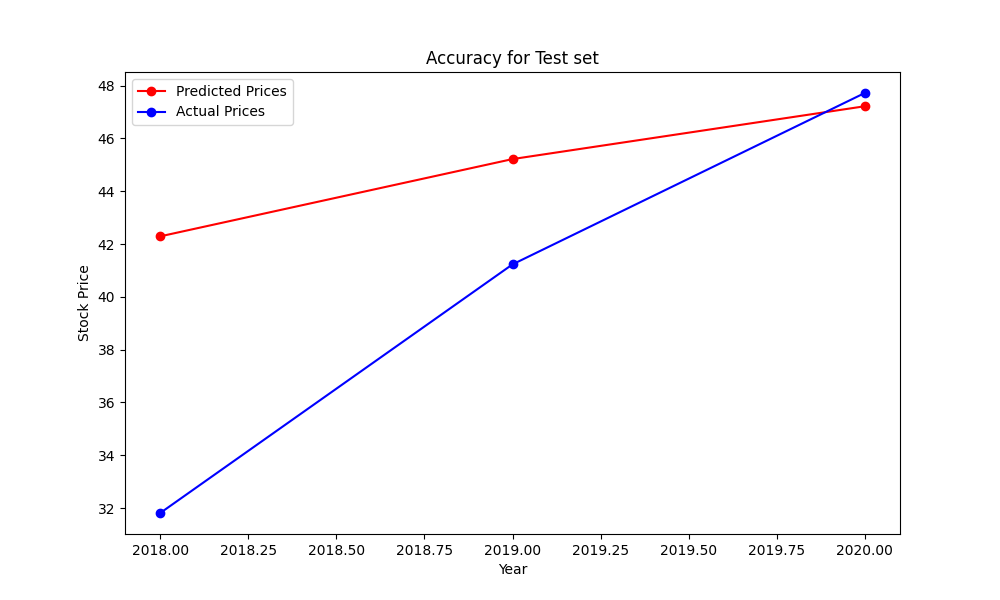 Accuracy for Test set
Predicted Prices
Actual Prices
48
46
44
42
40
38
36
34
32
Stock Price
2018.00 2018.25 2018.50 2018.75 2019.00 2019.25 2019.50 2019.75 2020.00
Year